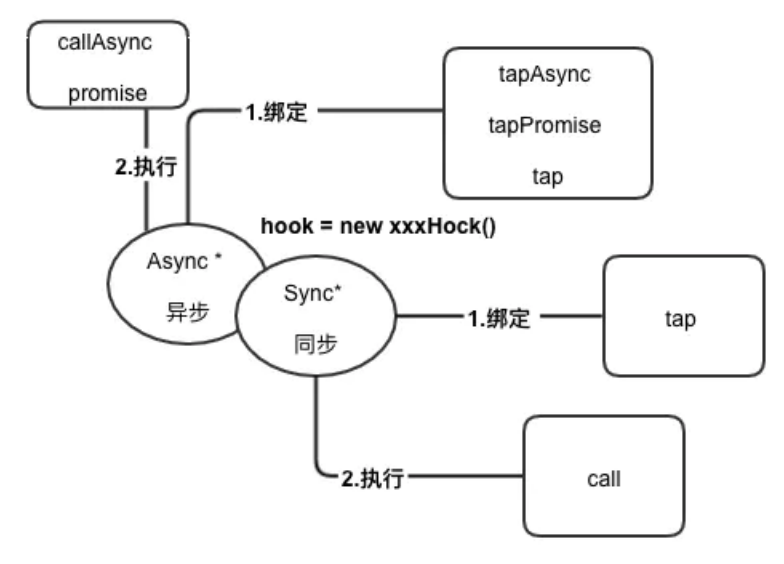 callAsync
promise
tapAsync
tapPromise
tap
1.绑定
2.执行
hook = new xxxHock()
Async *
异步
Sync*
同步
1.绑定
tap
2.执行
call